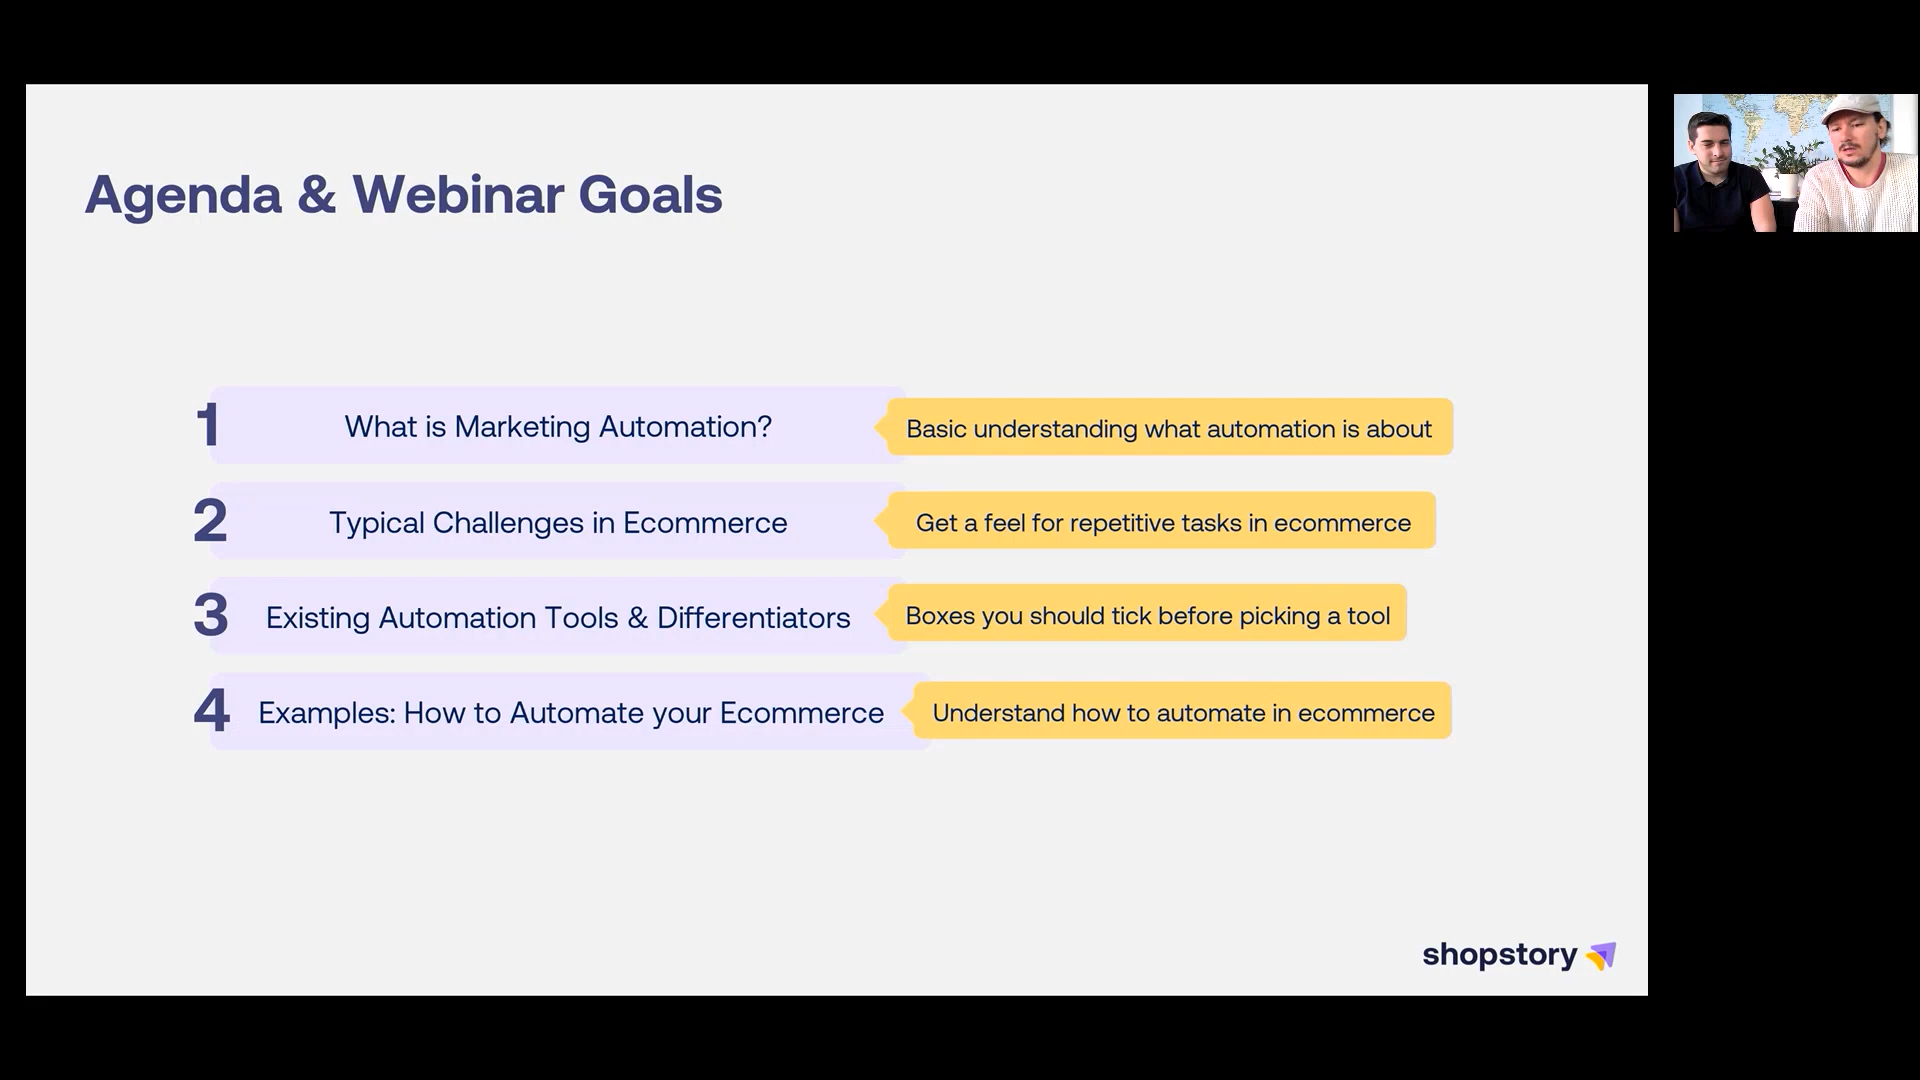 Agenda & Webinar Goals
1
What is Marketing Automation?
Basic understanding what automation is about
2
Typical Challenges in Ecommerce
Get a feel for repetitive tasks in ecommerce
3
Existing Automation Tools & Differentiators
Boxes you should tick before picking a tool
4
Examples: How to Automate your Ecommerce
Understand how to automate in ecommerce
shopstory